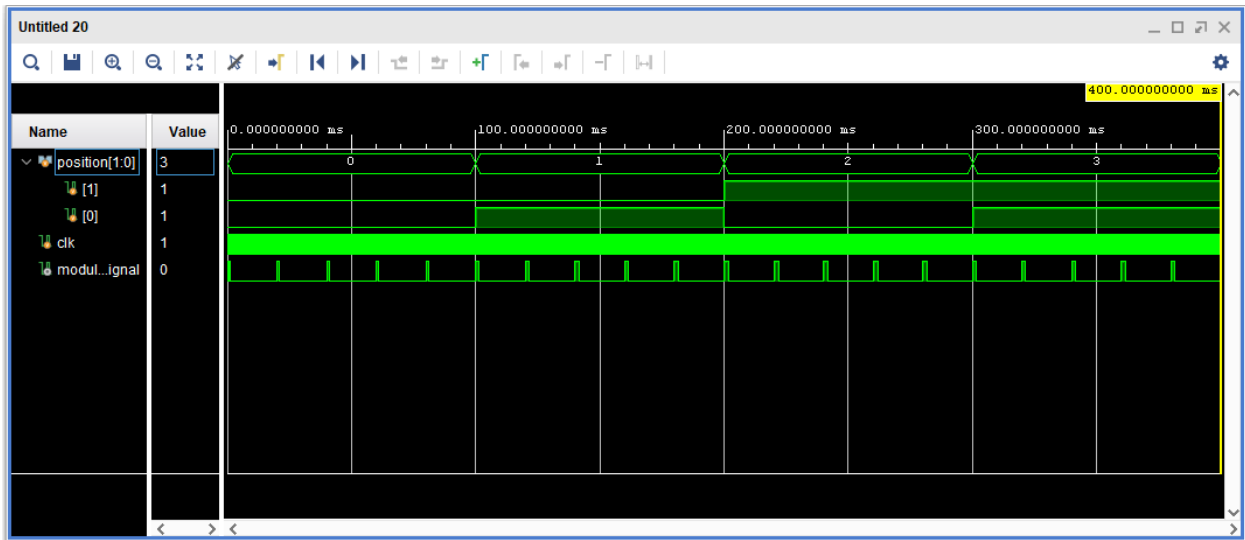 Untitled 20
400.000000000 ms
Name Value 0.000000000 ms 100.000000000 ms 200.000000000 ms 300.000000000 ms
position[1:0] 3 0 1 2 3
[1] 1
[0] 1
clk 1
modul...ignal 0